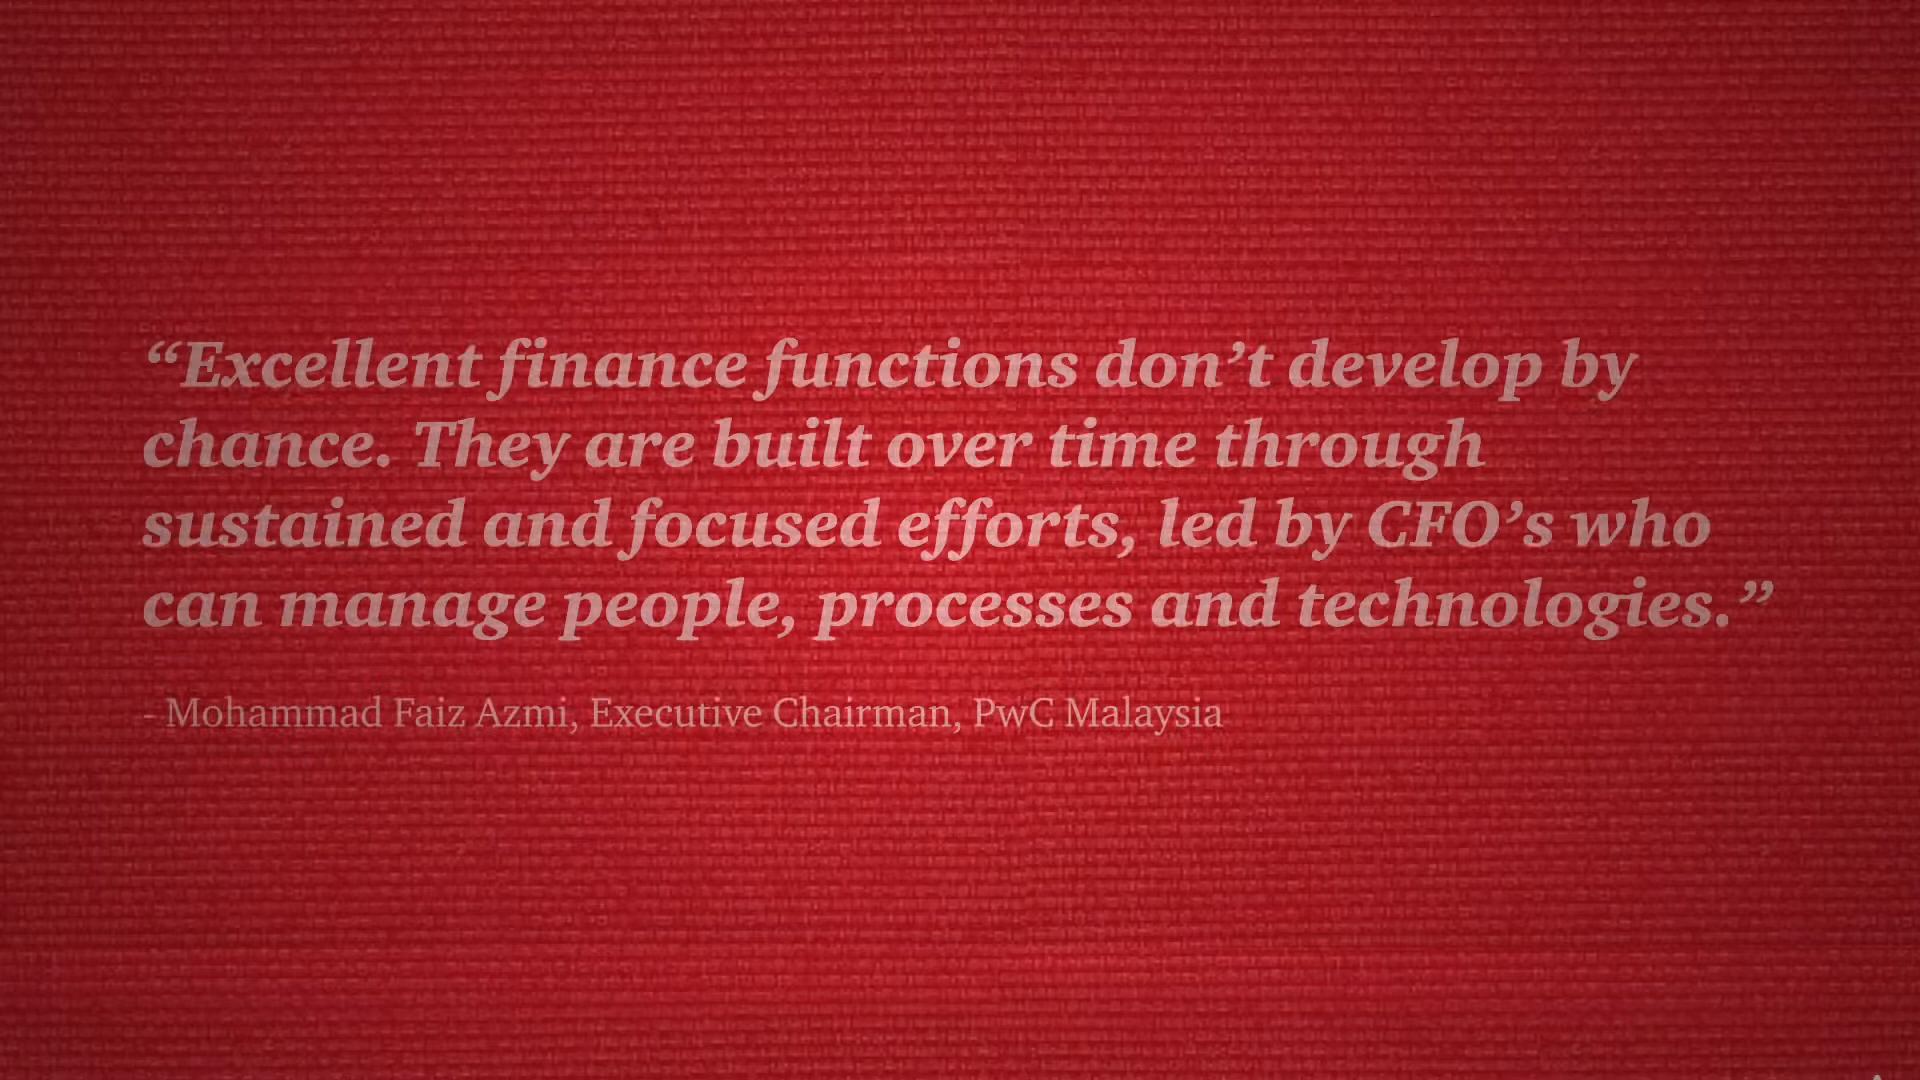 “Excellent finance functions don’t develop by
chance. They are built over time through
sustained and focused efforts, led by CFO’s who
can manage people, processes and technologies.”
- Mohammad Faiz Azmi, Executive Chairman, PwC Malaysia